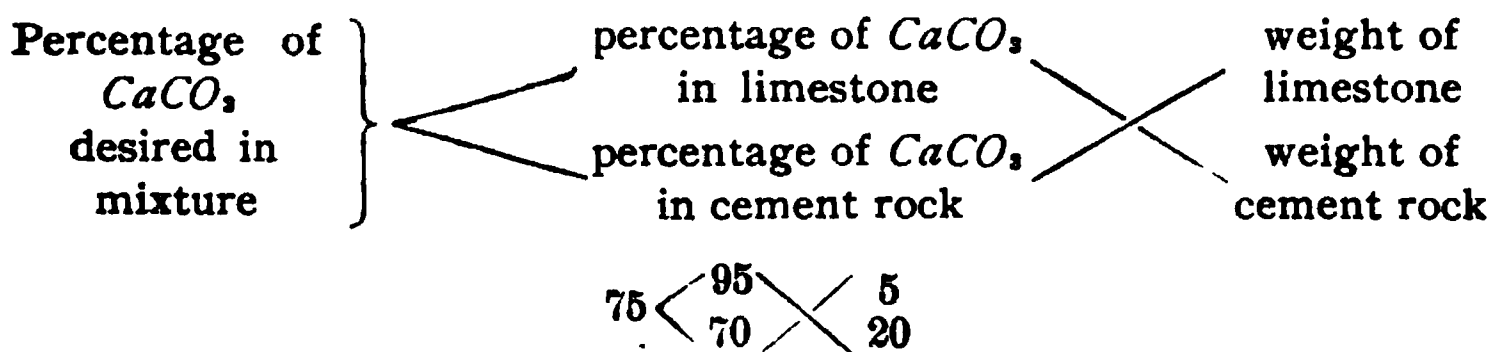 Percentage of
CaCO₃
desired in
mixture
percentage of CaCO₃
in limestone
percentage of CaCO₃
in cement rock
weight of
limestone
weight of
cement rock
75
95
70
5
20